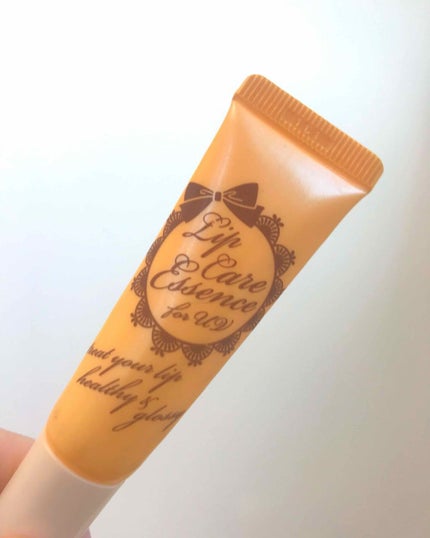 Lip
Care
Essence
for UV
treat your lip
healthy &
glossy